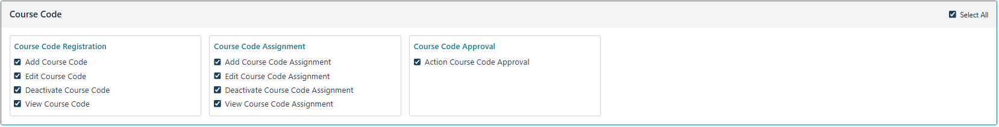 Course Code
Select All
Course Code Registration
Add Course Code
Edit Course Code
Deactivate Course Code
View Course Code
Course Code Assignment
Add Course Code Assignment
Edit Course Code Assignment
Deactivate Course Code Assignment
View Course Code Assignment
Course Code Approval
Action Course Code Approval